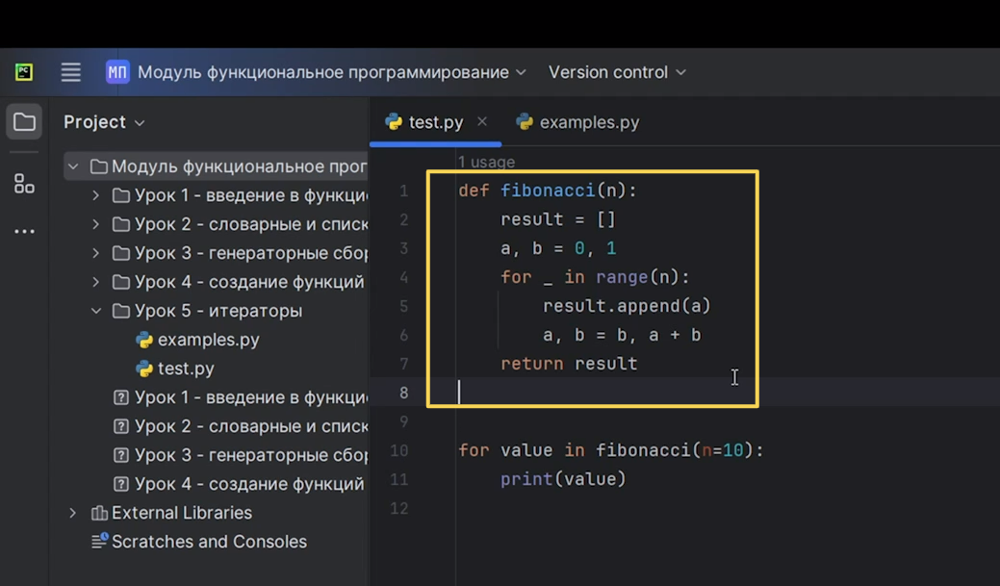 PC
МП Модуль функциональное программирование Version control
Project
test.py
examples.py
Модуль функциональное прог
Урок 1 - введение в функци
Урок 2 - словарные и списк
Урок 3 - генераторные сбор
Урок 4 - создание функций
Урок 5 - итераторы
examples.py
test.py
Урок 1 - введение в функци
Урок 2 - словарные и списк
Урок 3 - генераторные сбор
Урок 4 - создание функций
External Libraries
Scratches and Consoles
1 usage
1 def fibonacci(n):
2 result = []
3 a, b = 0, 1
4 for _ in range(n):
5 result.append(a)
6 a, b = b, a + b
7 return result
8
9
10 for value in fibonacci(n=10):
11 print(value)
12